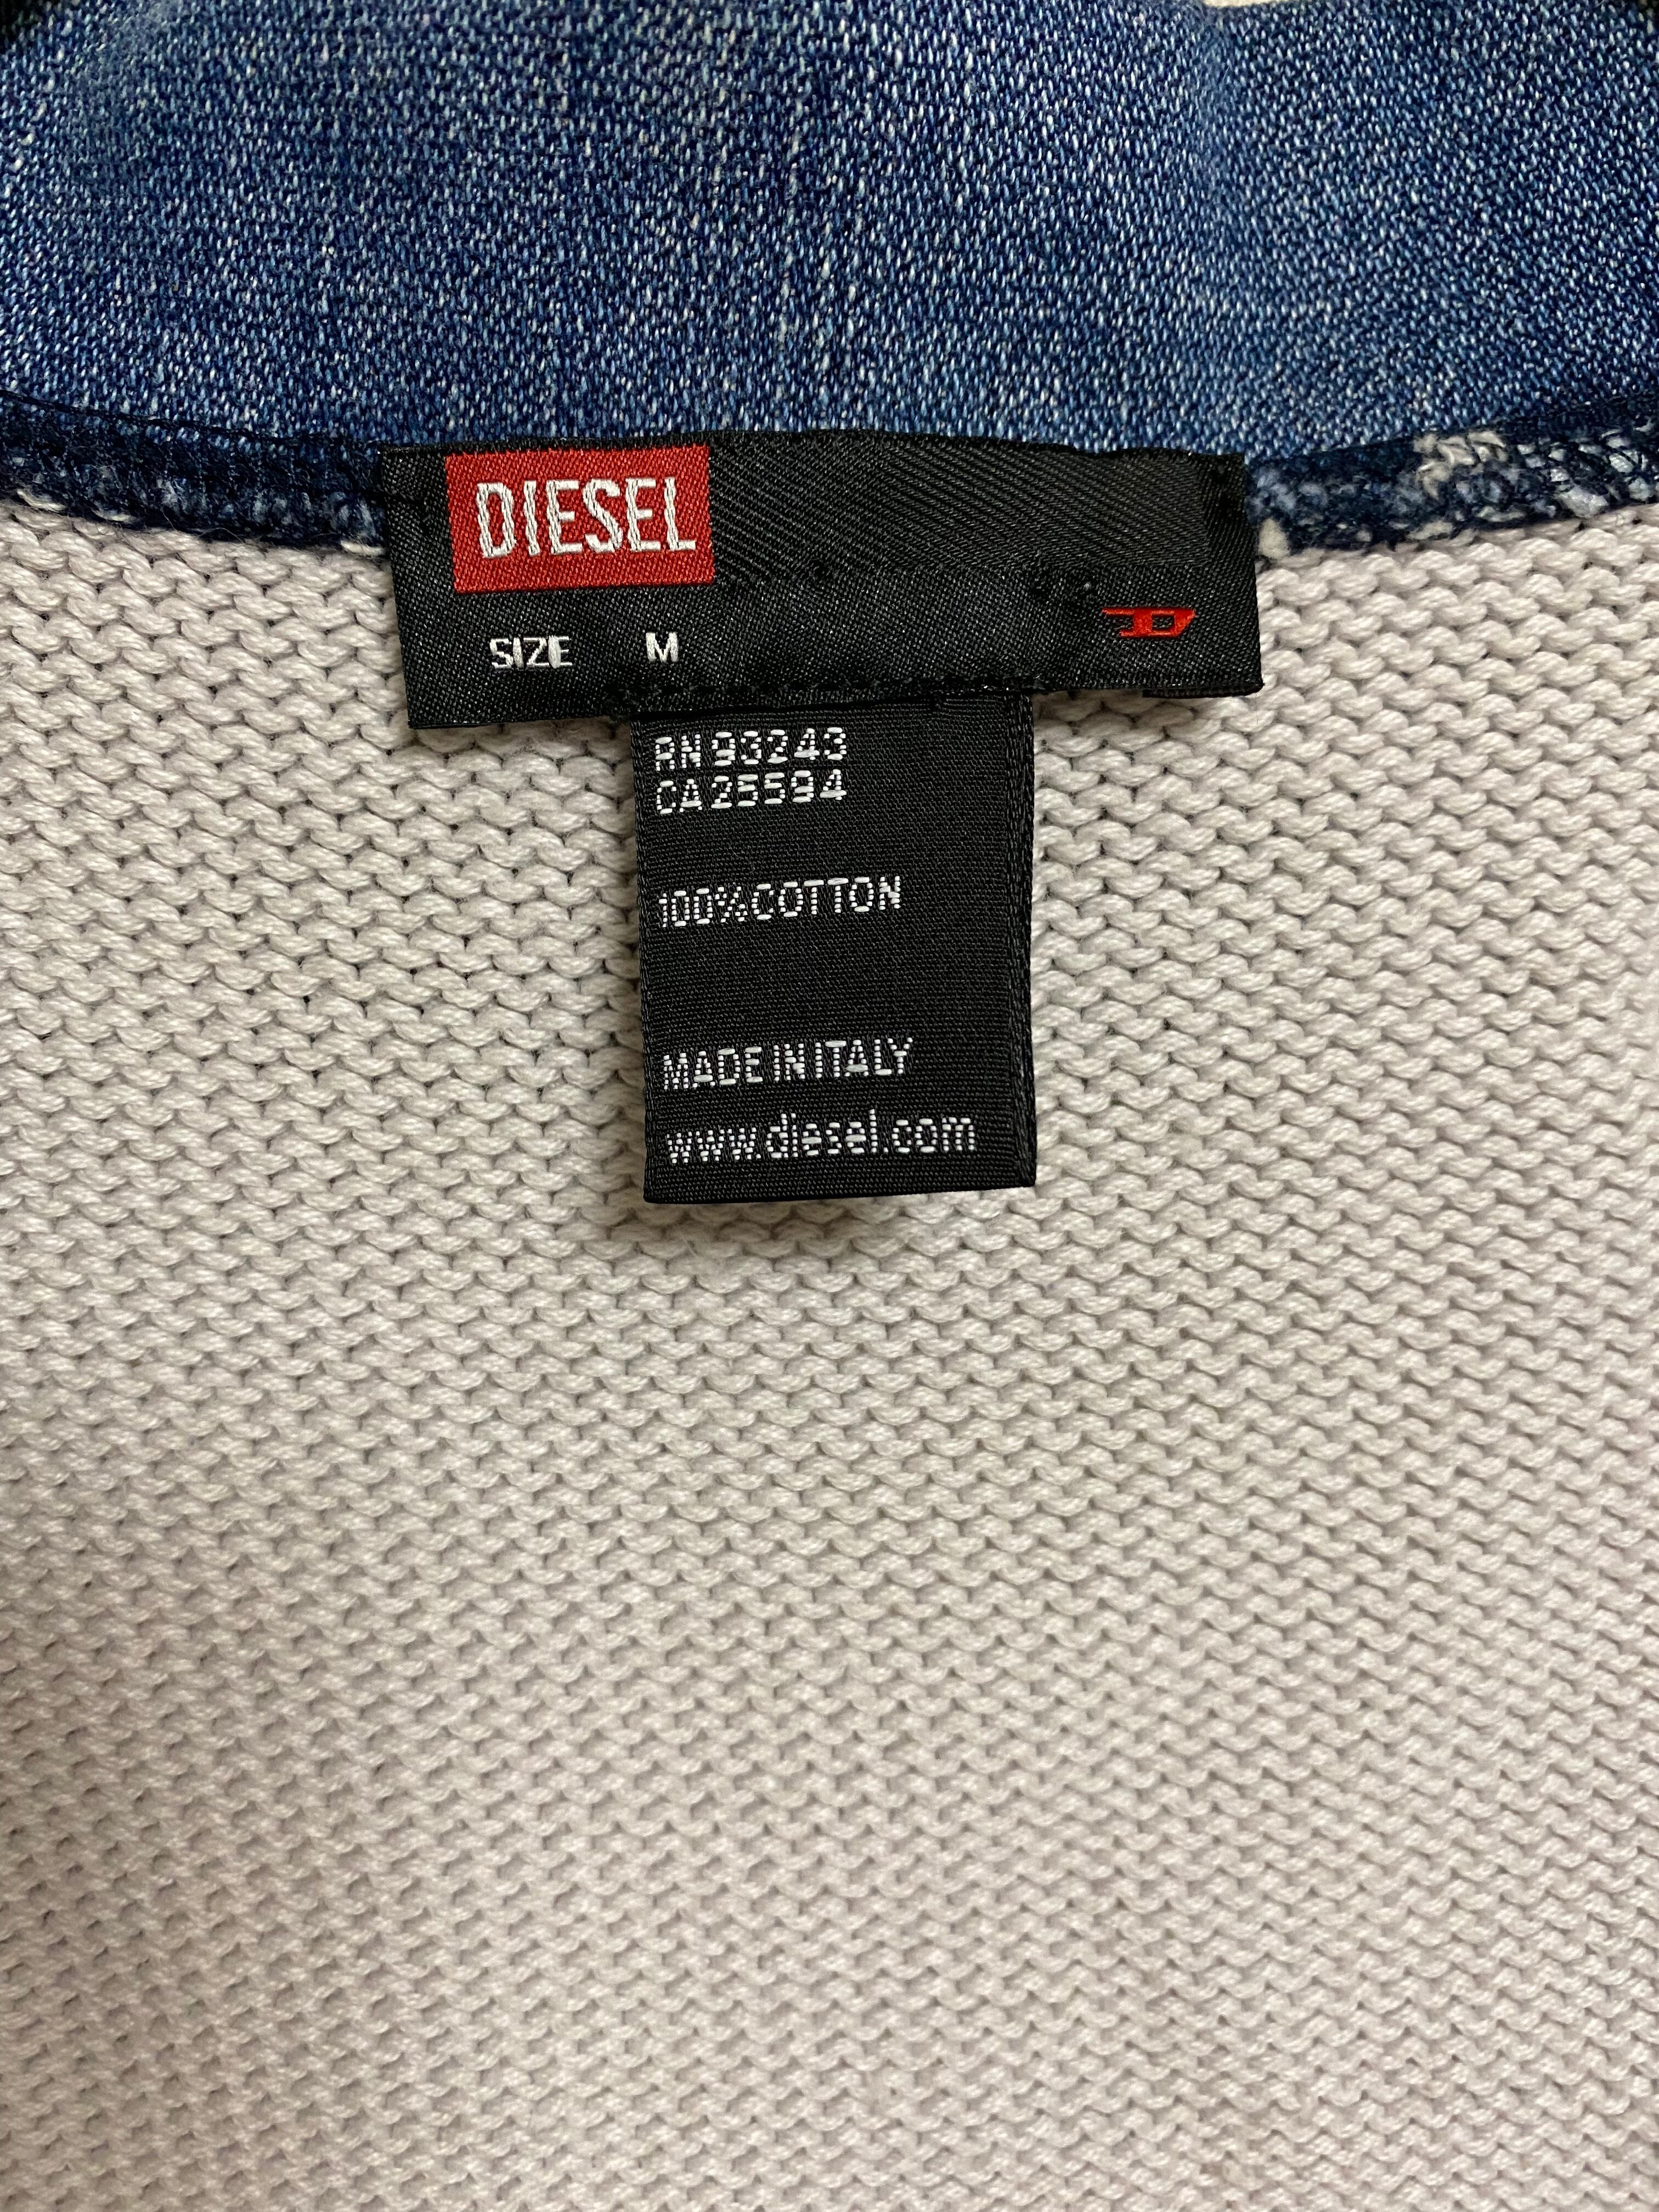 DIESEL
SIZE M
D
RN 93243
CA 25594
100% COTTON
MADE IN ITALY
www.diesel.com